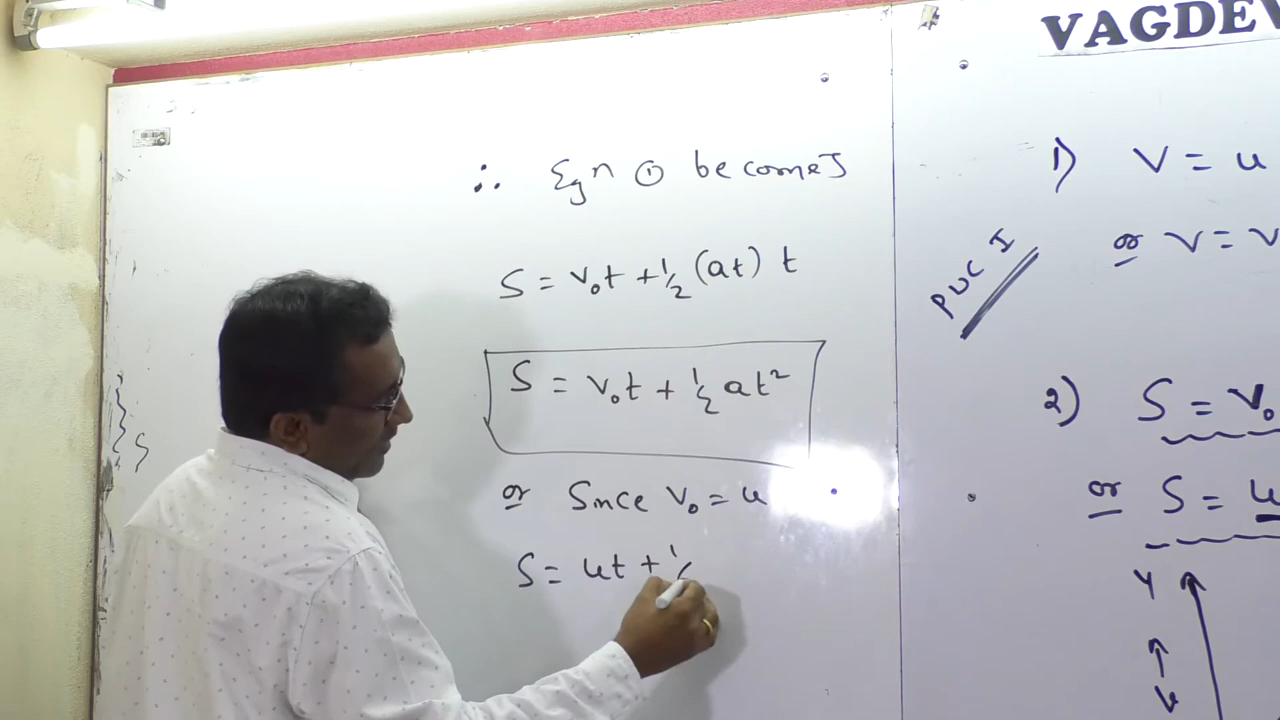 ∴ Eqn ① becomes
S = v₀t + ½ (at) t
S = v₀t + ½ at²
or Since v₀ = u
S = ut + ½
S
VAGDEV
1) V = u
or V = V
PUC I
2) S = v₀
or S = u
Y
V